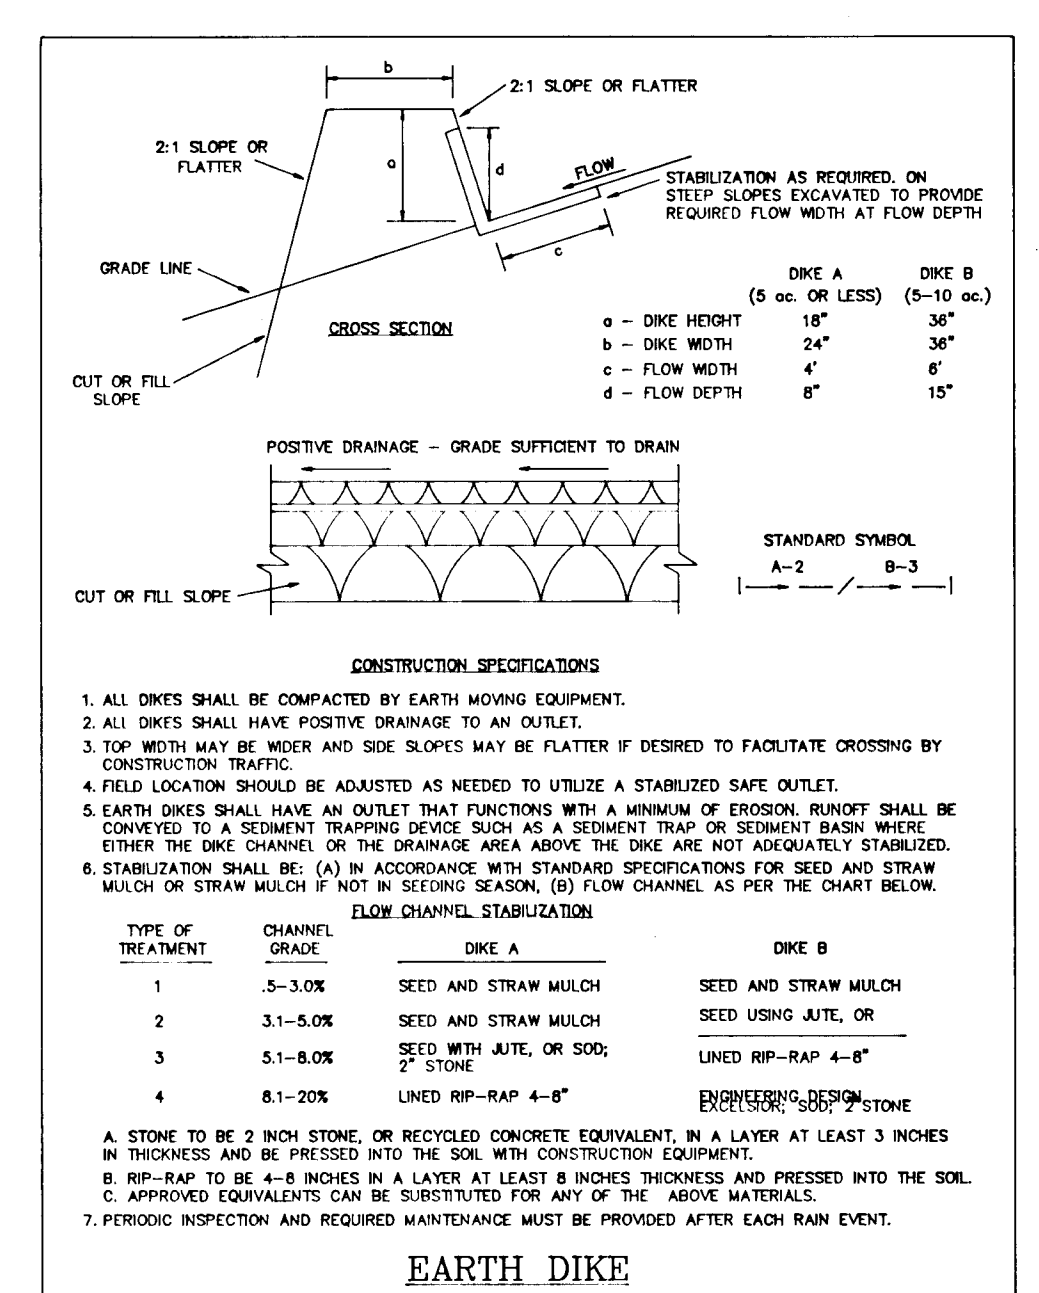 b
2:1 SLOPE OR FLATTER
2:1 SLOPE OR
FLATTER
a
d
FLOW
STABILIZATION AS REQUIRED. ON
STEEP SLOPES EXCAVATED TO PROVIDE
REQUIRED FLOW WIDTH AT FLOW DEPTH
c
GRADE LINE
CROSS SECTION
CUT OR FILL
SLOPE
DIKE A DIKE B
(5 ac. OR LESS) (5-10 ac.)
a - DIKE HEIGHT 18" 36"
b - DIKE WIDTH 24" 36"
c - FLOW WIDTH 4' 6'
d - FLOW DEPTH 8" 15"
POSITIVE DRAINAGE - GRADE SUFFICIENT TO DRAIN
CUT OR FILL SLOPE
STANDARD SYMBOL
A-2 B-3
CONSTRUCTION SPECIFICATIONS
1. ALL DIKES SHALL BE COMPACTED BY EARTH MOVING EQUIPMENT.
2. ALL DIKES SHALL HAVE POSITIVE DRAINAGE TO AN OUTLET.
3. TOP WIDTH MAY BE WIDER AND SIDE SLOPES MAY BE FLATTER IF DESIRED TO FACILITATE CROSSING BY
CONSTRUCTION TRAFFIC.
4. FIELD LOCATION SHOULD BE ADJUSTED AS NEEDED TO UTILIZE A STABILIZED SAFE OUTLET.
5. EARTH DIKES SHALL HAVE AN OUTLET THAT FUNCTIONS WITH A MINIMUM OF EROSION. RUNOFF SHALL BE
CONVEYED TO A SEDIMENT TRAPPING DEVICE SUCH AS A SEDIMENT TRAP OR SEDIMENT BASIN WHERE
EITHER THE DIKE CHANNEL OR THE DRAINAGE AREA ABOVE THE DIKE ARE NOT ADEQUATELY STABILIZED.
6. STABILIZATION SHALL BE: (A) IN ACCORDANCE WITH STANDARD SPECIFICATIONS FOR SEED AND STRAW
MULCH OR STRAW MULCH IF NOT IN SEEDING SEASON, (B) FLOW CHANNEL AS PER THE CHART BELOW.
FLOW CHANNEL STABILIZATION
TYPE OF CHANNEL
TREATMENT GRADE DIKE A DIKE B
1 .5-3.0% SEED AND STRAW MULCH SEED AND STRAW MULCH
2 3.1-5.0% SEED AND STRAW MULCH SEED USING JUTE, OR
3 5.1-8.0% SEED WITH JUTE, OR SOD; LINED RIP-RAP 4-8"
2" STONE
4 8.1-20% LINED RIP-RAP 4-8" ENGINEERING DESIGN
EXCELSIOR; SOD; 2" STONE
A. STONE TO BE 2 INCH STONE, OR RECYCLED CONCRETE EQUIVALENT, IN A LAYER AT LEAST 3 INCHES
IN THICKNESS AND BE PRESSED INTO THE SOIL WITH CONSTRUCTION EQUIPMENT.
B. RIP-RAP TO BE 4-8 INCHES IN A LAYER AT LEAST 8 INCHES THICKNESS AND PRESSED INTO THE SOIL.
C. APPROVED EQUIVALENTS CAN BE SUBSTITUTED FOR ANY OF THE ABOVE MATERIALS.
7. PERIODIC INSPECTION AND REQUIRED MAINTENANCE MUST BE PROVIDED AFTER EACH RAIN EVENT.
EARTH DIKE